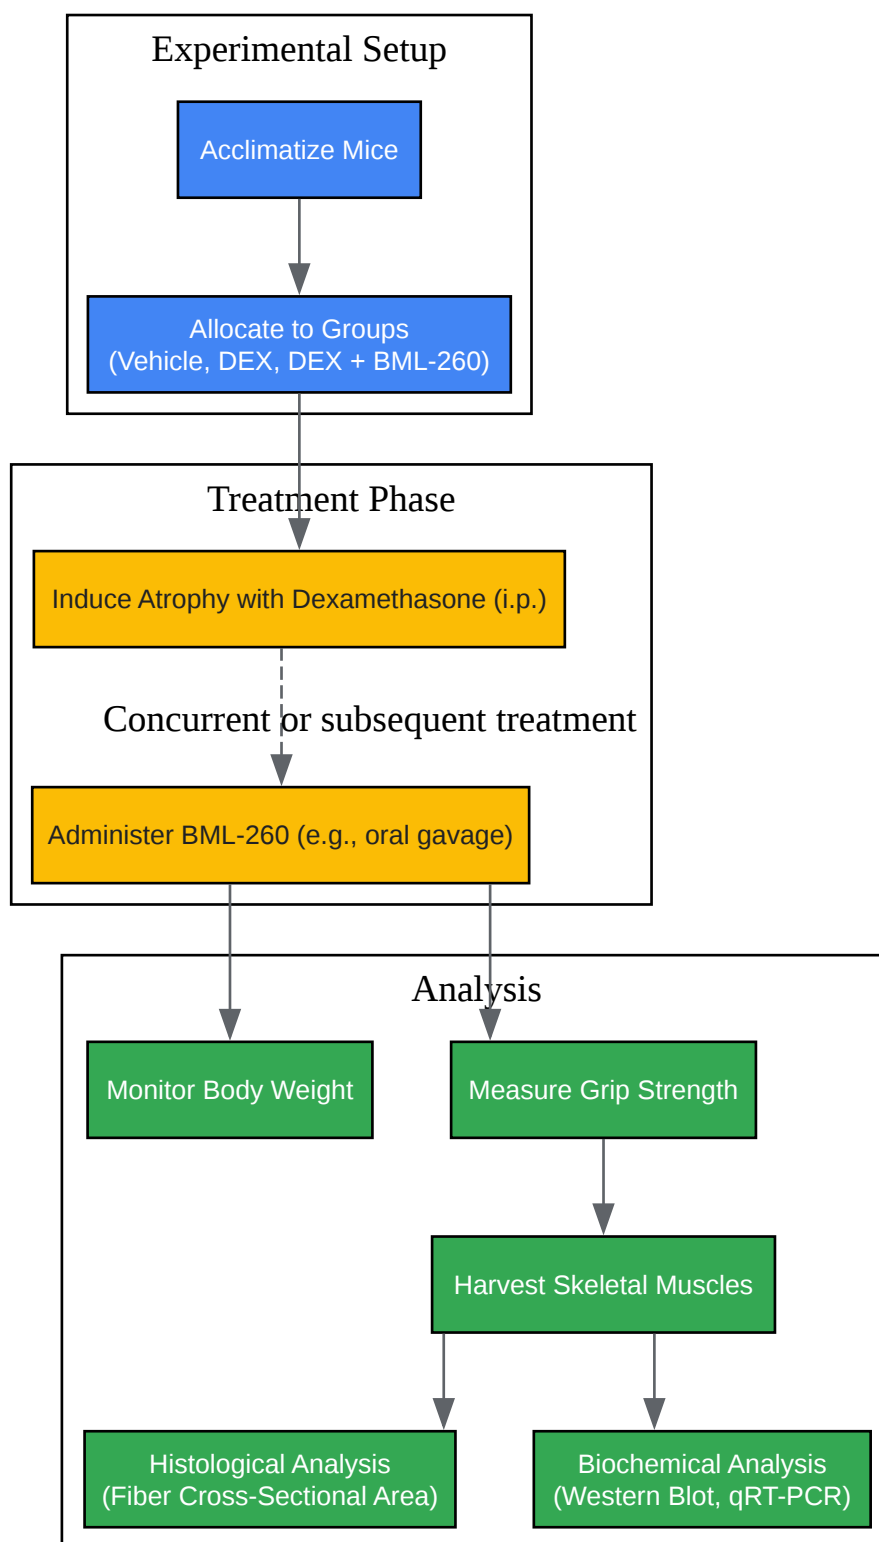 Experimental Setup
Acclimatize Mice
Allocate to Groups
(Vehicle, DEX, DEX + BML-260)
Treatment Phase
Induce Atrophy with Dexamethasone (i.p.)
Concurrent or subsequent treatment
Administer BML-260 (e.g., oral gavage)
Analysis
Monitor Body Weight
Measure Grip Strength
Harvest Skeletal Muscles
Histological Analysis
(Fiber Cross-Sectional Area)
Biochemical Analysis
(Western Blot, qRT-PCR)